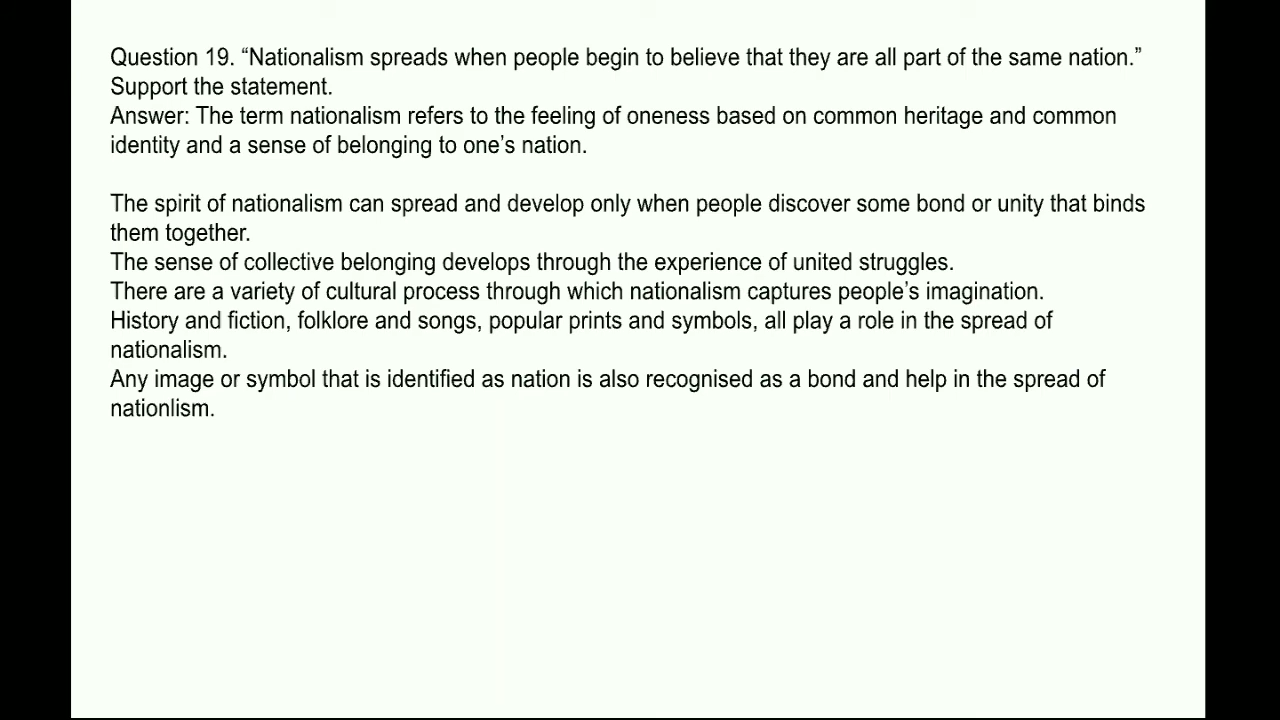 Question 19. “Nationalism spreads when people begin to believe that they are all part of the same nation.”
Support the statement.
Answer: The term nationalism refers to the feeling of oneness based on common heritage and common
identity and a sense of belonging to one’s nation.
The spirit of nationalism can spread and develop only when people discover some bond or unity that binds
them together.
The sense of collective belonging develops through the experience of united struggles.
There are a variety of cultural process through which nationalism captures people’s imagination.
History and fiction, folklore and songs, popular prints and symbols, all play a role in the spread of
nationalism.
Any image or symbol that is identified as nation is also recognised as a bond and help in the spread of
nationlism.